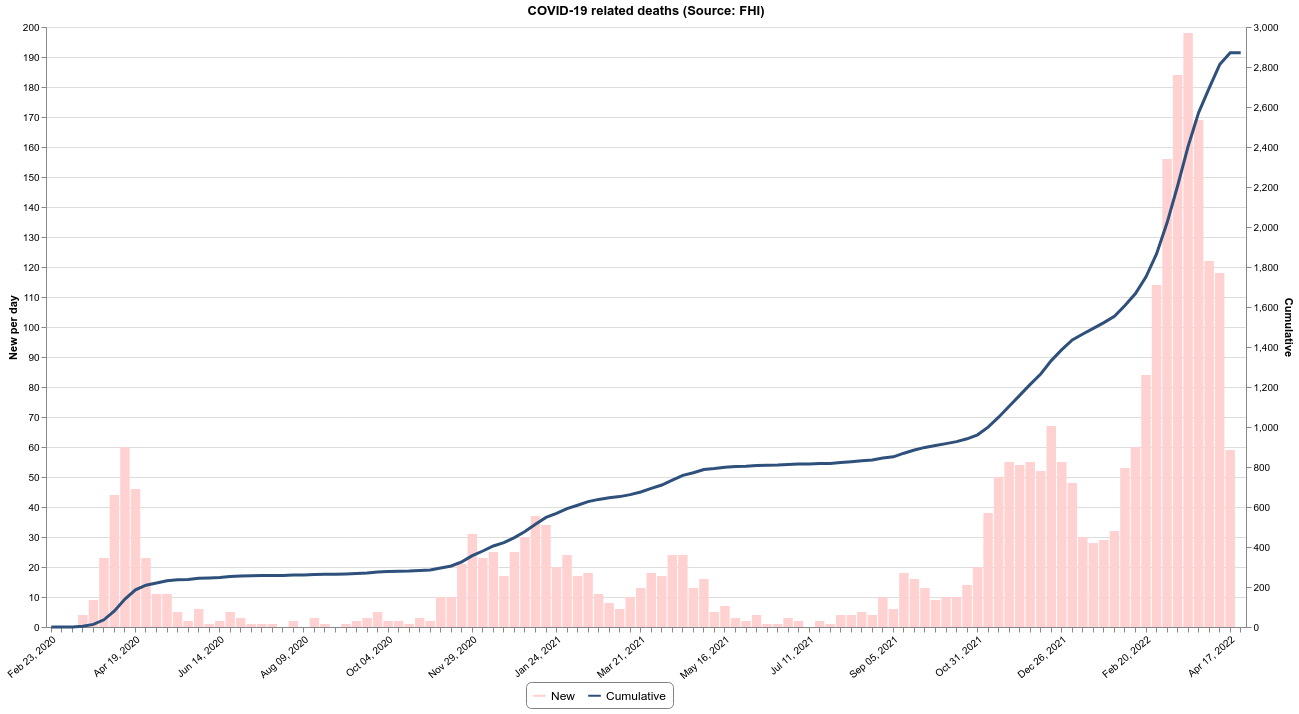 COVID-19 related deaths (Source: FHI)
200
190
180
170
160
150
140
130
120
110
100
90
80
70
60
50
40
30
20
10
0
New per day
3,000
2,800
2,600
2,400
2,200
2,000
1,800
1,600
1,400
1,200
1,000
800
600
400
200
0
Cumulative
Feb 23, 2020
Apr 19, 2020
Jun 14, 2020
Aug 09, 2020
Oct 04, 2020
Nov 29, 2020
Jan 24, 2021
Mar 21, 2021
May 16, 2021
Jul 11, 2021
Sep 05, 2021
Oct 31, 2021
Dec 26, 2021
Feb 20, 2022
Apr 17, 2022
New Cumulative